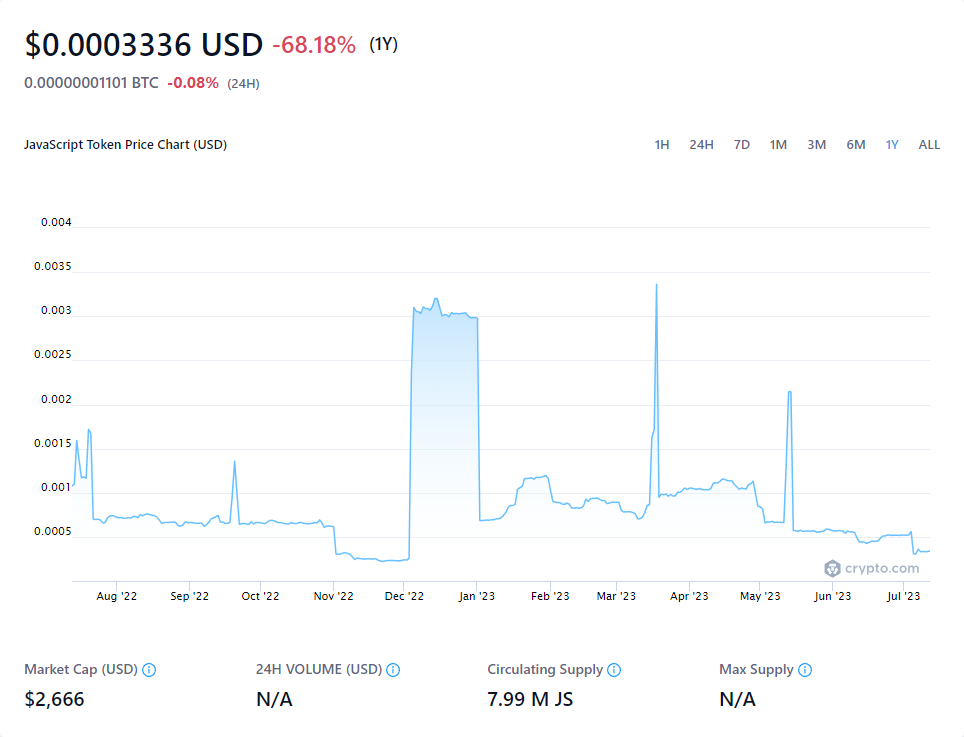 $0.0003336 USD -68.18% (1Y)
0.00000001101 BTC -0.08% (24H)
JavaScript Token Price Chart (USD) 1H 24H 7D 1M 3M 6M 1Y ALL
0.004
0.0035
0.003
0.0025
0.002
0.0015
0.001
0.0005
crypto.com
Aug '22 Sep '22 Oct '22 Nov '22 Dec '22 Jan '23 Feb '23 Mar '23 Apr '23 May '23 Jun '23 Jul '23
Market Cap (USD) 24H VOLUME (USD) Circulating Supply Max Supply
$2,666 N/A 7.99 M JS N/A